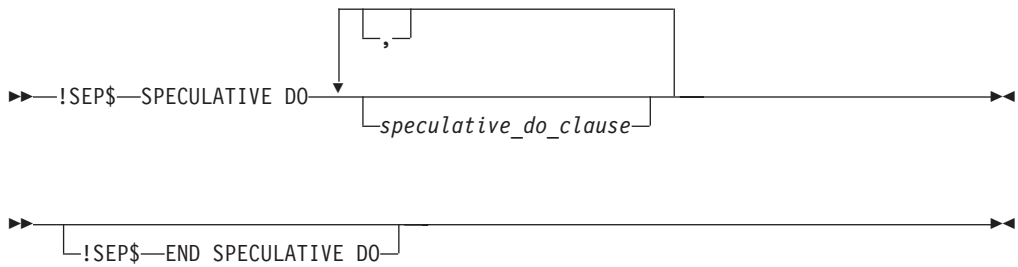 ,
!SEP$ SPECULATIVE DO
speculative_do_clause
!SEP$ END SPECULATIVE DO